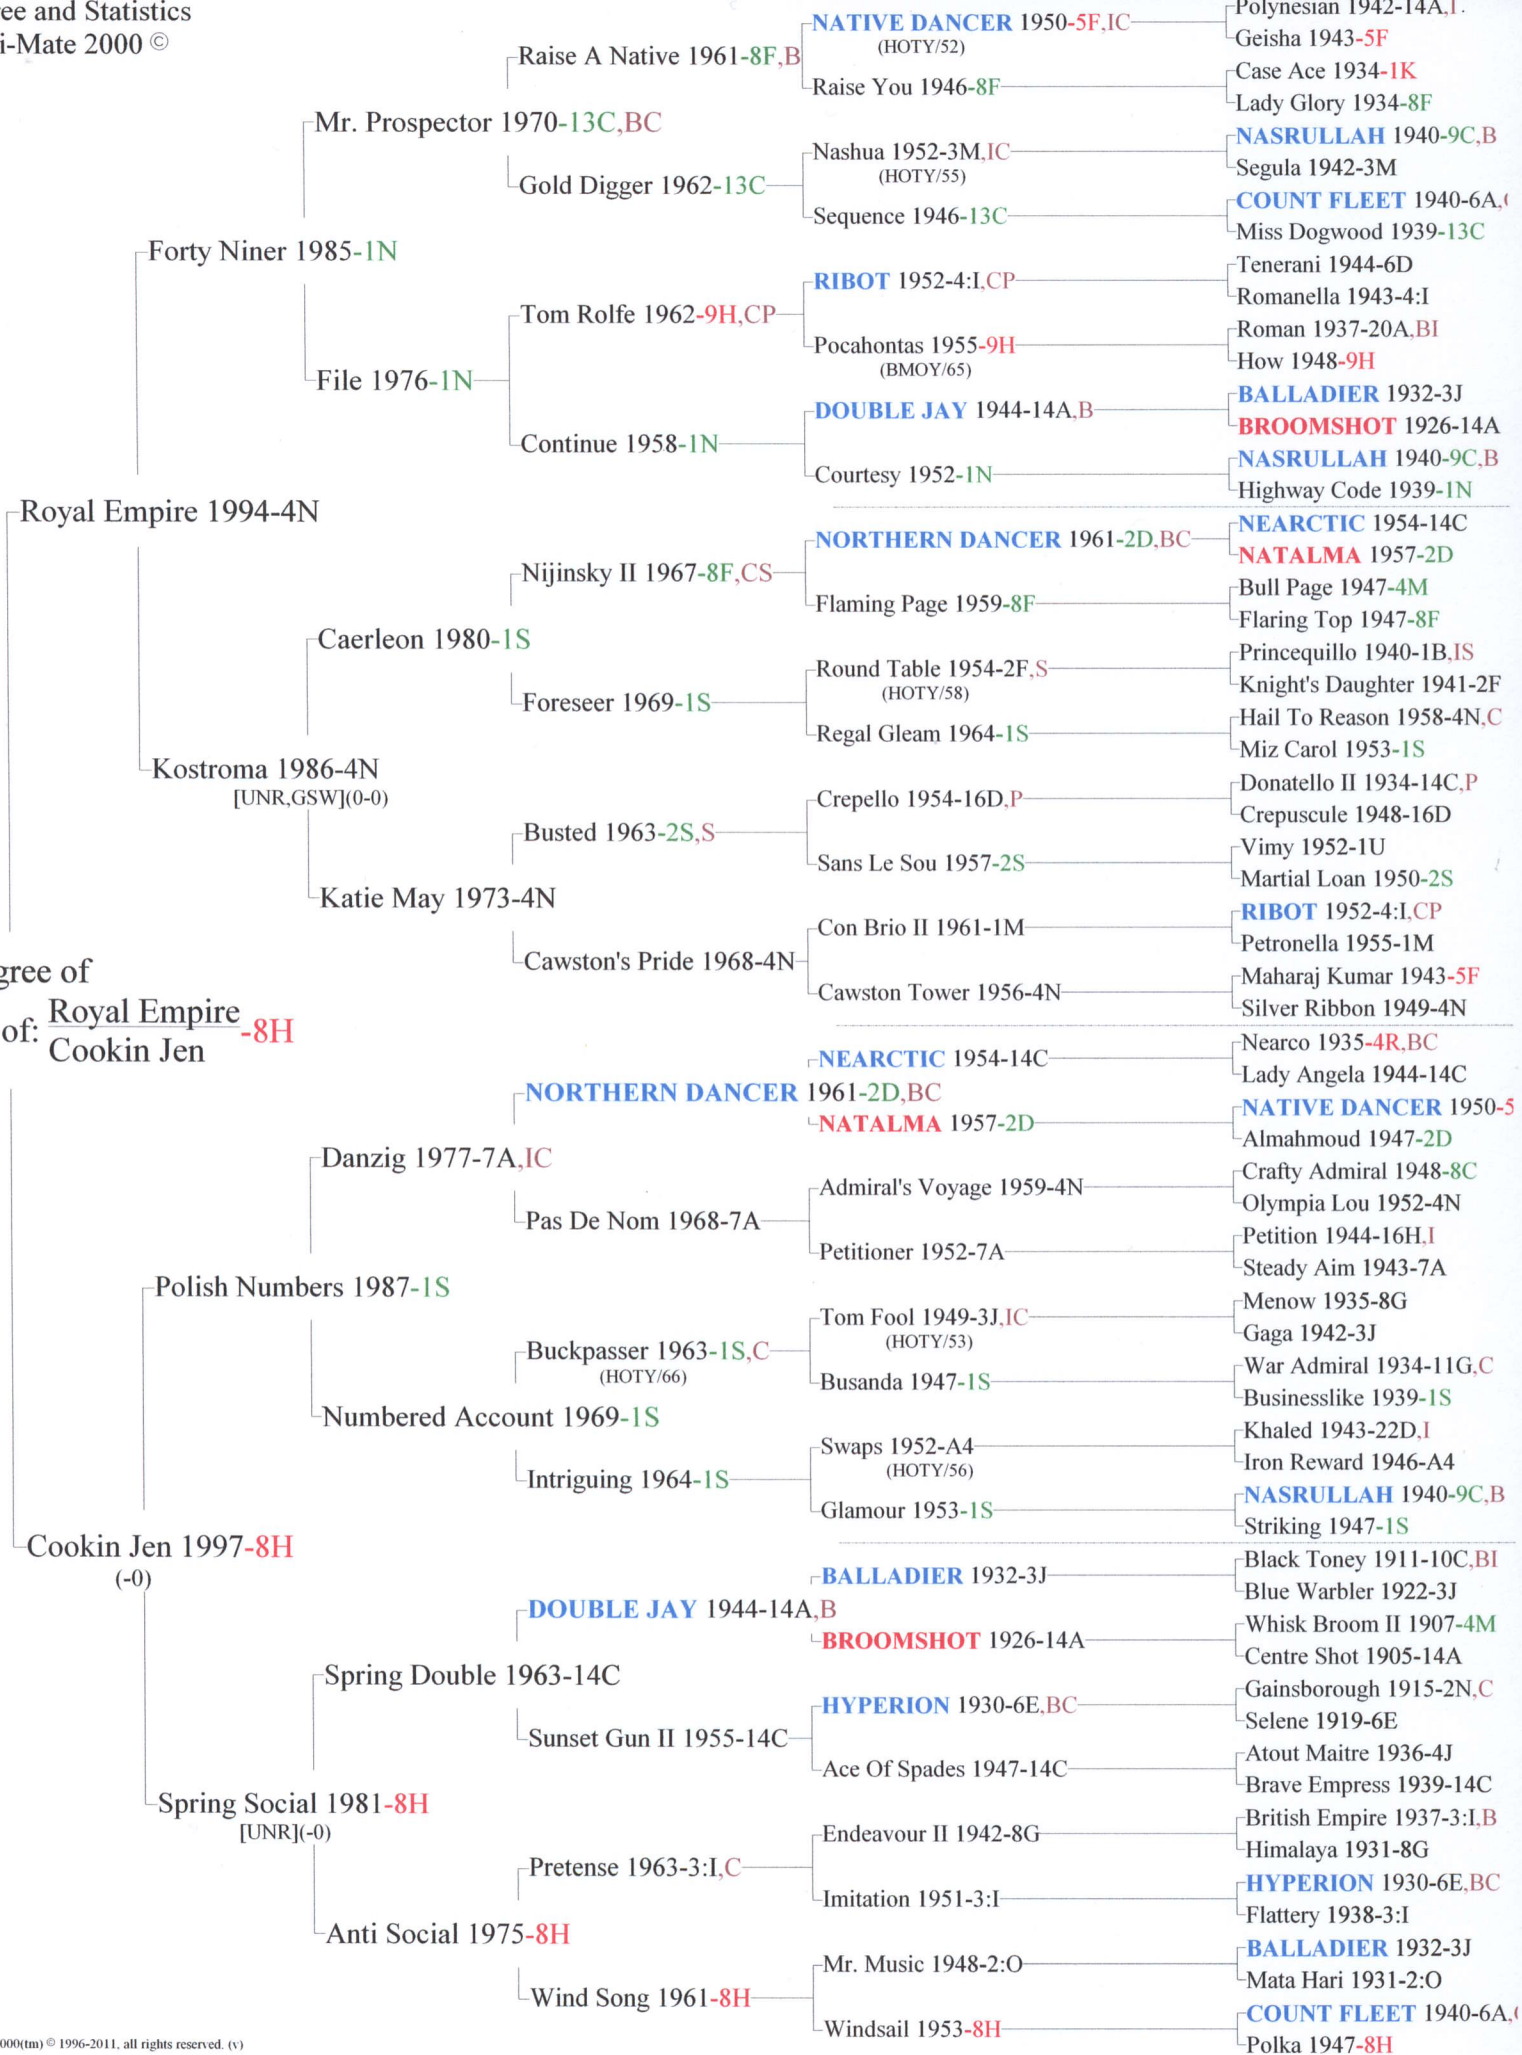 ee and Statistics
i-Mate 2000 ©
Polynesian 1942-14A,I.
NATIVE DANCER 1950-5F,IC
(HOTY/52)
Geisha 1943-5F
Raise A Native 1961-8F,B
Case Ace 1934-1K
Raise You 1946-8F
Lady Glory 1934-8F
Mr. Prospector 1970-13C,BC
NASRULLAH 1940-9C,B
Nashua 1952-3M,IC
(HOTY/55)
Segula 1942-3M
Gold Digger 1962-13C
COUNT FLEET 1940-6A,
Sequence 1946-13C
Miss Dogwood 1939-13C
Forty Niner 1985-1N
Tenerani 1944-6D
RIBOT 1952-4:I,CP
Romanella 1943-4:I
Tom Rolfe 1962-9H,CP
Roman 1937-20A,BI
Pocahontas 1955-9H
(BMOY/65)
How 1948-9H
File 1976-1N
BALLADIER 1932-3J
DOUBLE JAY 1944-14A,B
BROOMSHOT 1926-14A
Continue 1958-1N
NASRULLAH 1940-9C,B
Courtesy 1952-1N
Highway Code 1939-1N
Royal Empire 1994-4N
NEARCTIC 1954-14C
NORTHERN DANCER 1961-2D,BC
NATALMA 1957-2D
Nijinsky II 1967-8F,CS
Bull Page 1947-4M
Flaming Page 1959-8F
Flaring Top 1947-8F
Caerleon 1980-1S
Princequillo 1940-1B,IS
Round Table 1954-2F,S
(HOTY/58)
Knight's Daughter 1941-2F
Foreseer 1969-1S
Hail To Reason 1958-4N,C
Regal Gleam 1964-1S
Miz Carol 1953-1S
Kostroma 1986-4N
[UNR,GSW](0-0)
Donatello II 1934-14C,P
Crepello 1954-16D,P
Crepuscule 1948-16D
Busted 1963-2S,S
Vimy 1952-1U
Sans Le Sou 1957-2S
Martial Loan 1950-2S
Katie May 1973-4N
RIBOT 1952-4:I,CP
Con Brio II 1961-1M
Petronella 1955-1M
Cawston's Pride 1968-4N
Maharaj Kumar 1943-5F
Cawston Tower 1956-4N
Silver Ribbon 1949-4N
gree of
of: Royal Empire
Cookin Jen -8H
Nearco 1935-4R,BC
NEARCTIC 1954-14C
Lady Angela 1944-14C
NORTHERN DANCER 1961-2D,BC
NATIVE DANCER 1950-5
NATALMA 1957-2D
Almahmoud 1947-2D
Danzig 1977-7A,IC
Crafty Admiral 1948-8C
Admiral's Voyage 1959-4N
Olympia Lou 1952-4N
Pas De Nom 1968-7A
Petition 1944-16H,I
Petitioner 1952-7A
Steady Aim 1943-7A
Polish Numbers 1987-1S
Menow 1935-8G
Tom Fool 1949-3J,IC
(HOTY/53)
Gaga 1942-3J
Buckpasser 1963-1S,C
(HOTY/66)
War Admiral 1934-11G,C
Busanda 1947-1S
Businesslike 1939-1S
Numbered Account 1969-1S
Khaled 1943-22D,I
Swaps 1952-A4
(HOTY/56)
Iron Reward 1946-A4
Intriguing 1964-1S
NASRULLAH 1940-9C,B
Glamour 1953-1S
Striking 1947-1S
Cookin Jen 1997-8H
(-0)
Black Toney 1911-10C,BI
BALLADIER 1932-3J
Blue Warbler 1922-3J
DOUBLE JAY 1944-14A,B
Whisk Broom II 1907-4M
BROOMSHOT 1926-14A
Centre Shot 1905-14A
Spring Double 1963-14C
Gainsborough 1915-2N,C
HYPERION 1930-6E,BC
Selene 1919-6E
Sunset Gun II 1955-14C
Atout Maitre 1936-4J
Ace Of Spades 1947-14C
Brave Empress 1939-14C
Spring Social 1981-8H
[UNR](-0)
British Empire 1937-3:I,B
Endeavour II 1942-8G
Himalaya 1931-8G
Pretense 1963-3:I,C
HYPERION 1930-6E,BC
Imitation 1951-3:I
Flattery 1938-3:I
Anti Social 1975-8H
BALLADIER 1932-3J
Mr. Music 1948-2:O
Mata Hari 1931-2:O
Wind Song 1961-8H
COUNT FLEET 1940-6A,
Windsail 1953-8H
Polka 1947-8H
000(tm) © 1996-2011, all rights reserved. (v)